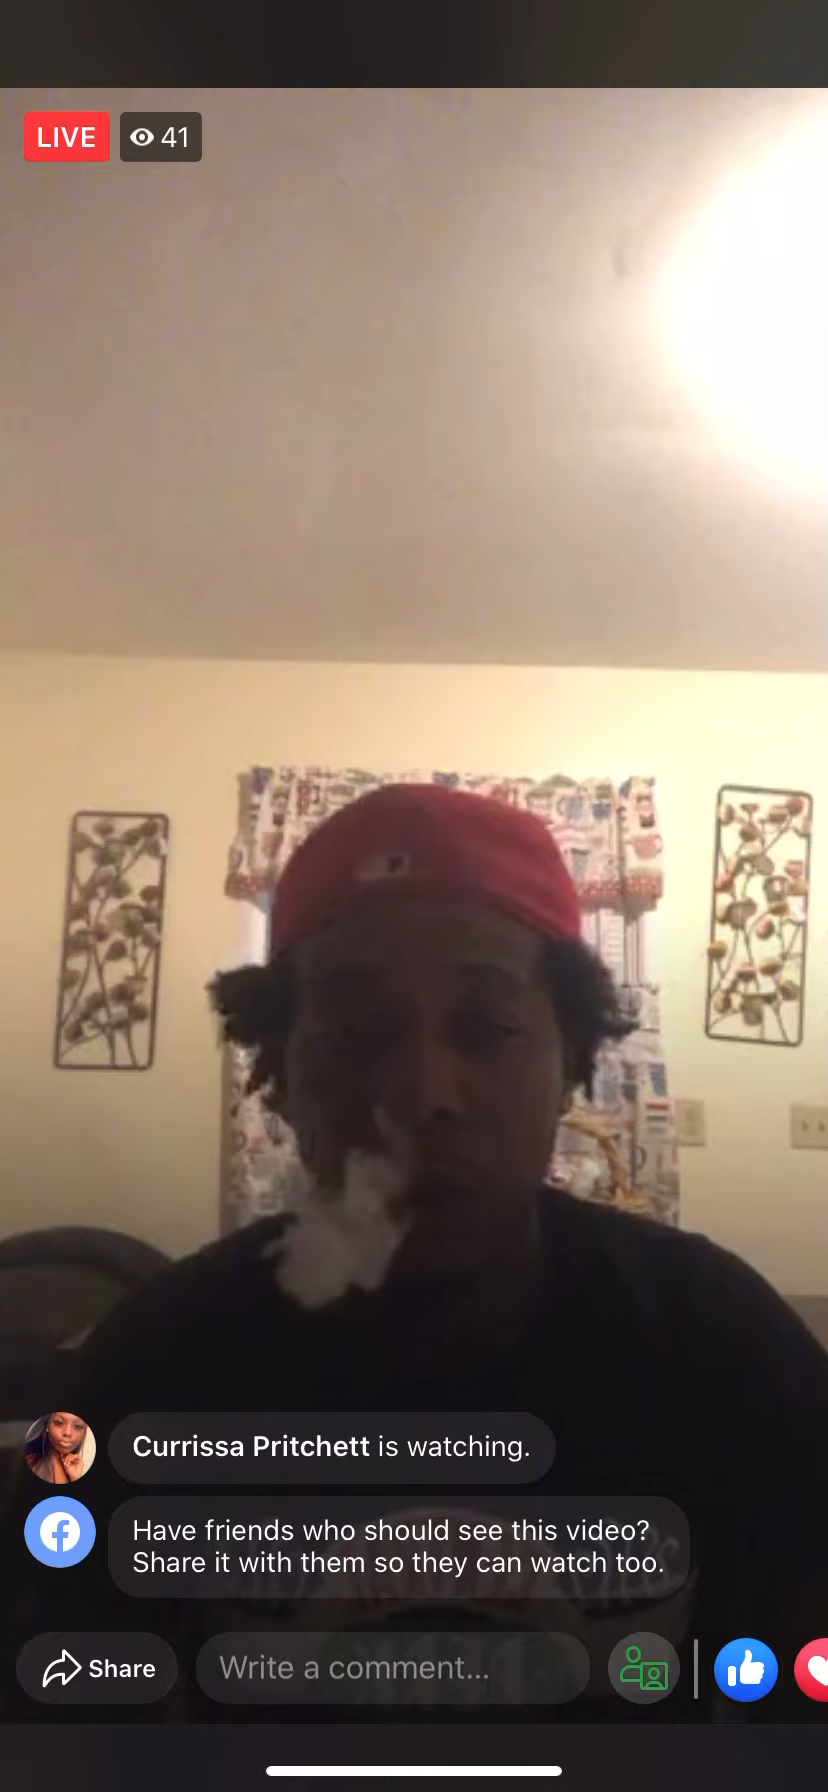 LIVE 41
Currissa Pritchett is watching.
Have friends who should see this video?
Share it with them so they can watch too.
Share Write a comment...